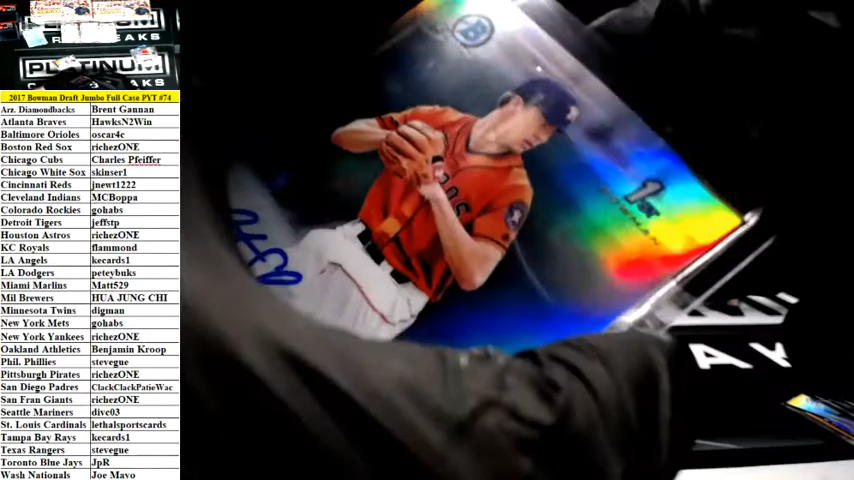 PLATINUM
PLATINUM
AKS
2017 Bowman Draft Jumbo Full Case PYT #74
Arz. Diamondbacks Brent Gannan
Atlanta Braves HawksN2Win
Baltimore Orioles oscar4c
Boston Red Sox richezONE
Chicago Cubs Charles Pfeiffer
Chicago White Sox skinser1
Cincinnati Reds jnewt1222
Cleveland Indians MCBoppa
Colorado Rockies gohabs
Detroit Tigers jeffstp
Houston Astros richezONE
KC Royals flammond
LA Angels kecards1
LA Dodgers peteybuks
Miami Marlins Matt529
Mil Brewers HUA JUNG CHI
Minnesota Twins digman
New York Mets gohabs
New York Yankees richezONE
Oakland Athletics Benjamin Kroop
Phil. Phillies stevegue
Pittsburgh Pirates richezONE
San Diego Padres ClackClackPatieWac
San Fran Giants richezONE
Seattle Mariners divc03
St. Louis Cardinals lethalsportscards
Tampa Bay Rays kecards1
Texas Rangers stevegue
Toronto Blue Jays JpR
Wash Nationals Joe Mayo
B
1ST
BOWMAN